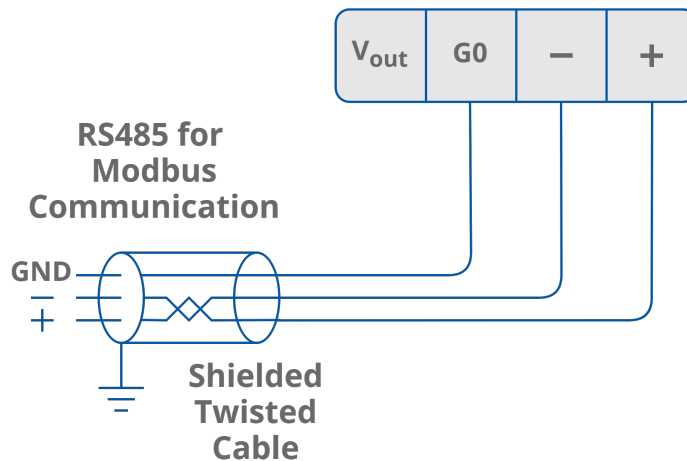 Vout G0 − +
RS485 for
Modbus
Communication
GND
−
+
Shielded
Twisted
Cable